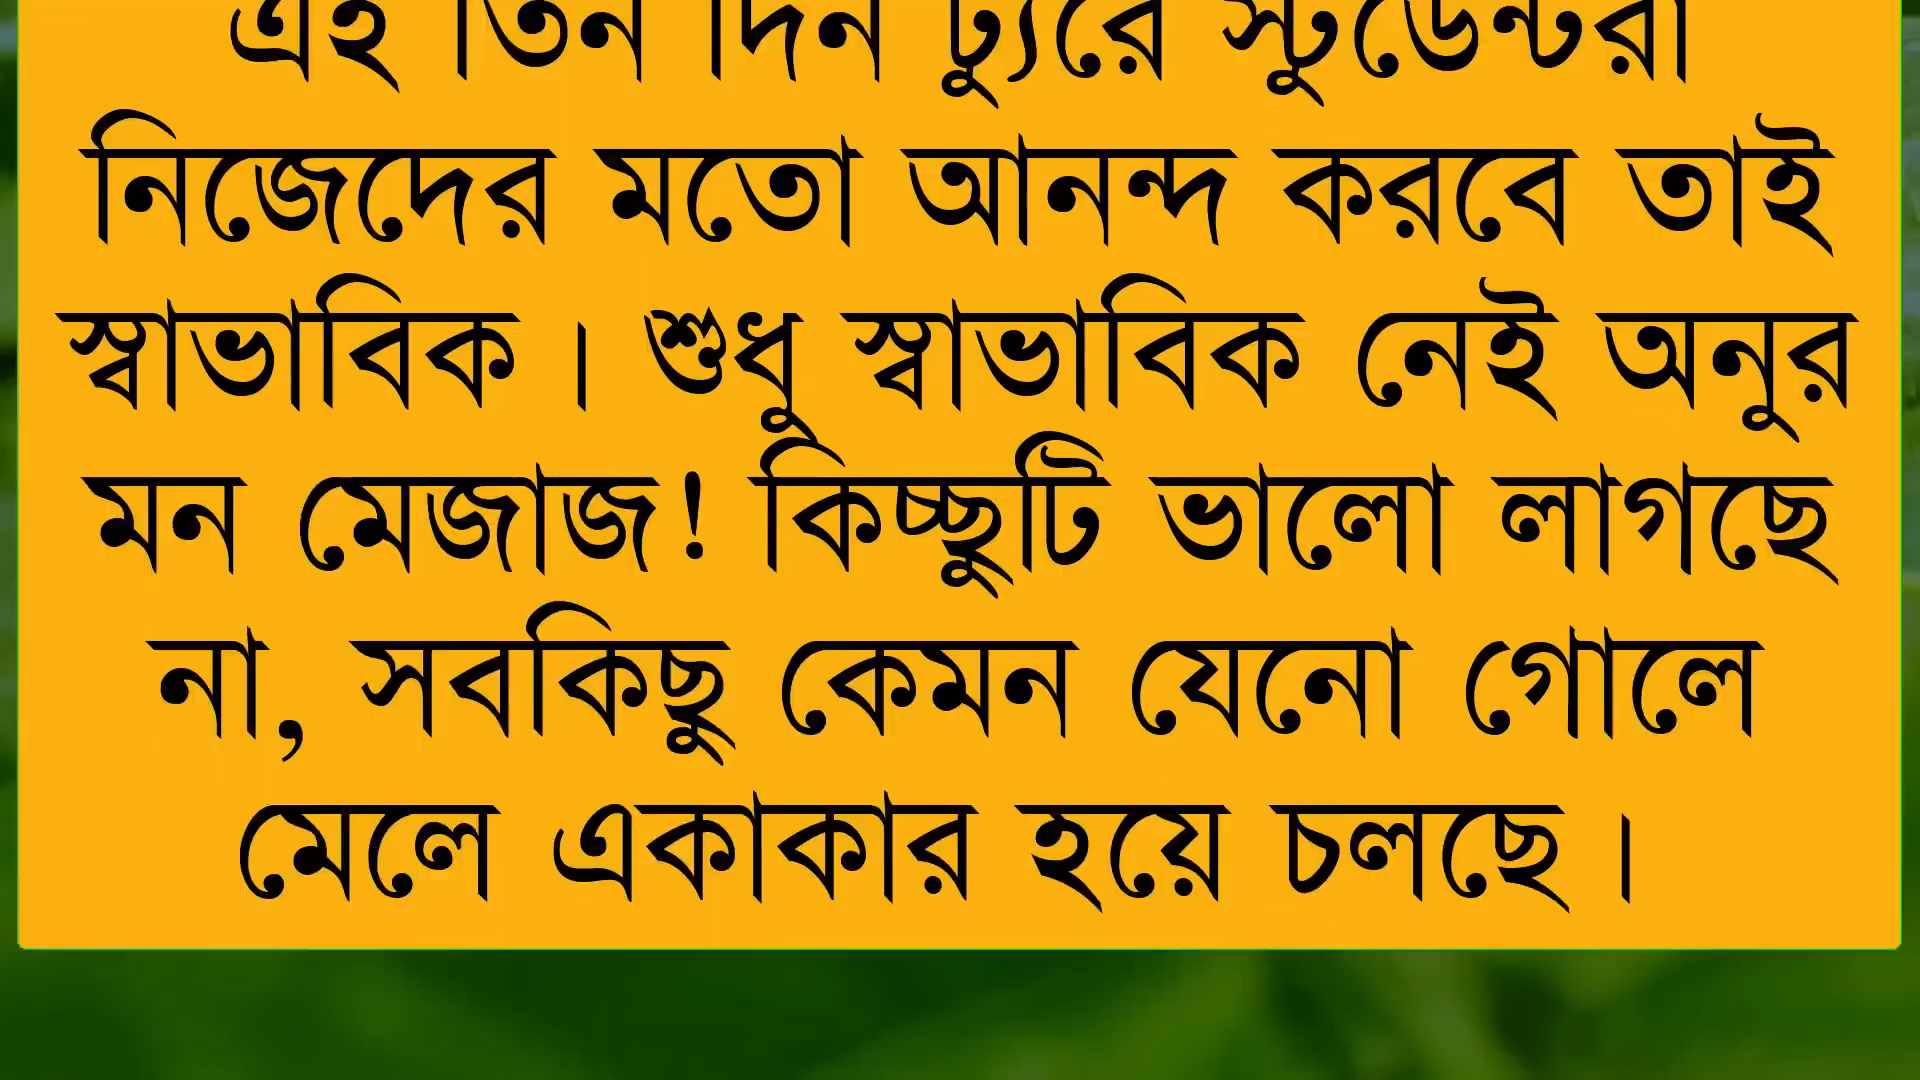 এই তিন দিন ট্যুরে স্টুডেন্টরা
নিজেদের মতো আনন্দ করবে তাই
স্বাভাবিক । শুধু স্বাভাবিক নেই অনুর
মন মেজাজ! কিচ্ছুটি ভালো লাগছে
না, সবকিছু কেমন যেনো গোলে
মেলে একাকার হয়ে চলছে ।